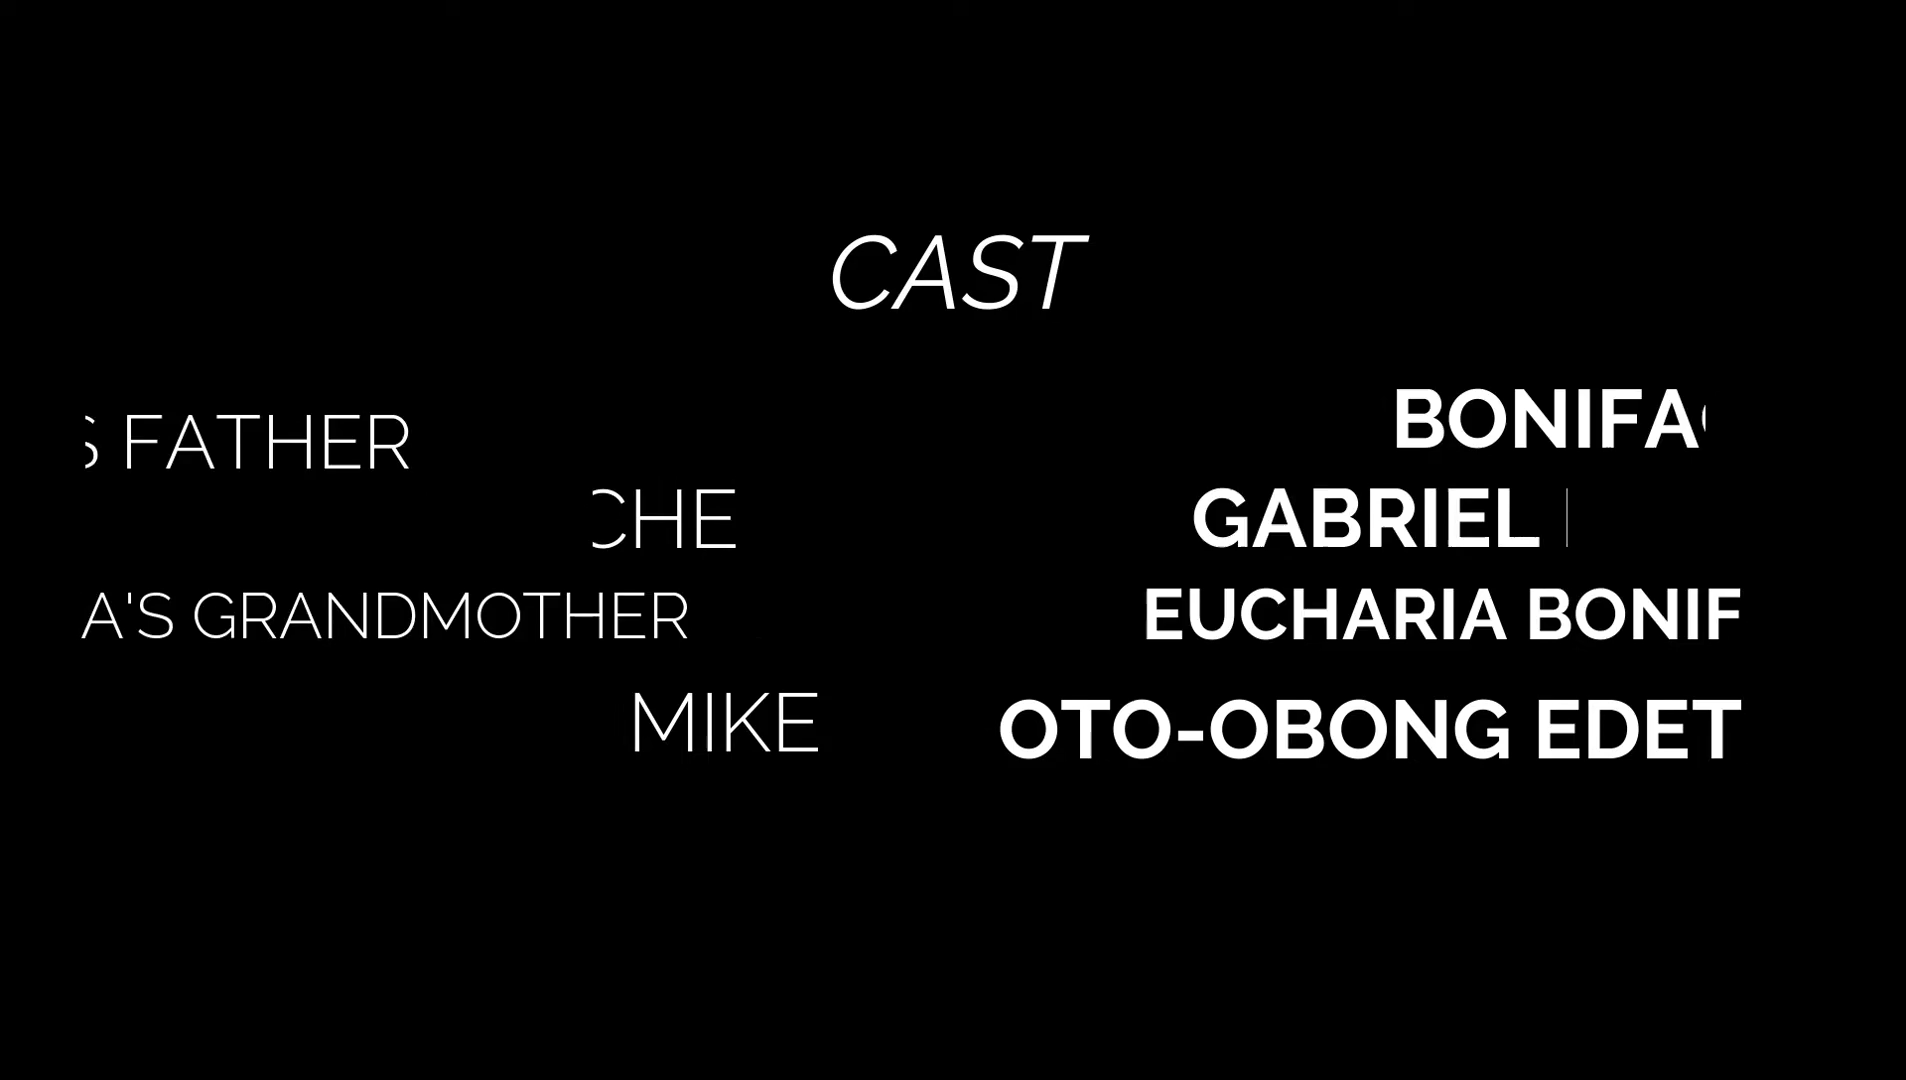 CAST
FATHER BONIFA
CHE GABRIEL
A'S GRANDMOTHER EUCHARIA BONIF
MIKE OTO-OBONG EDET